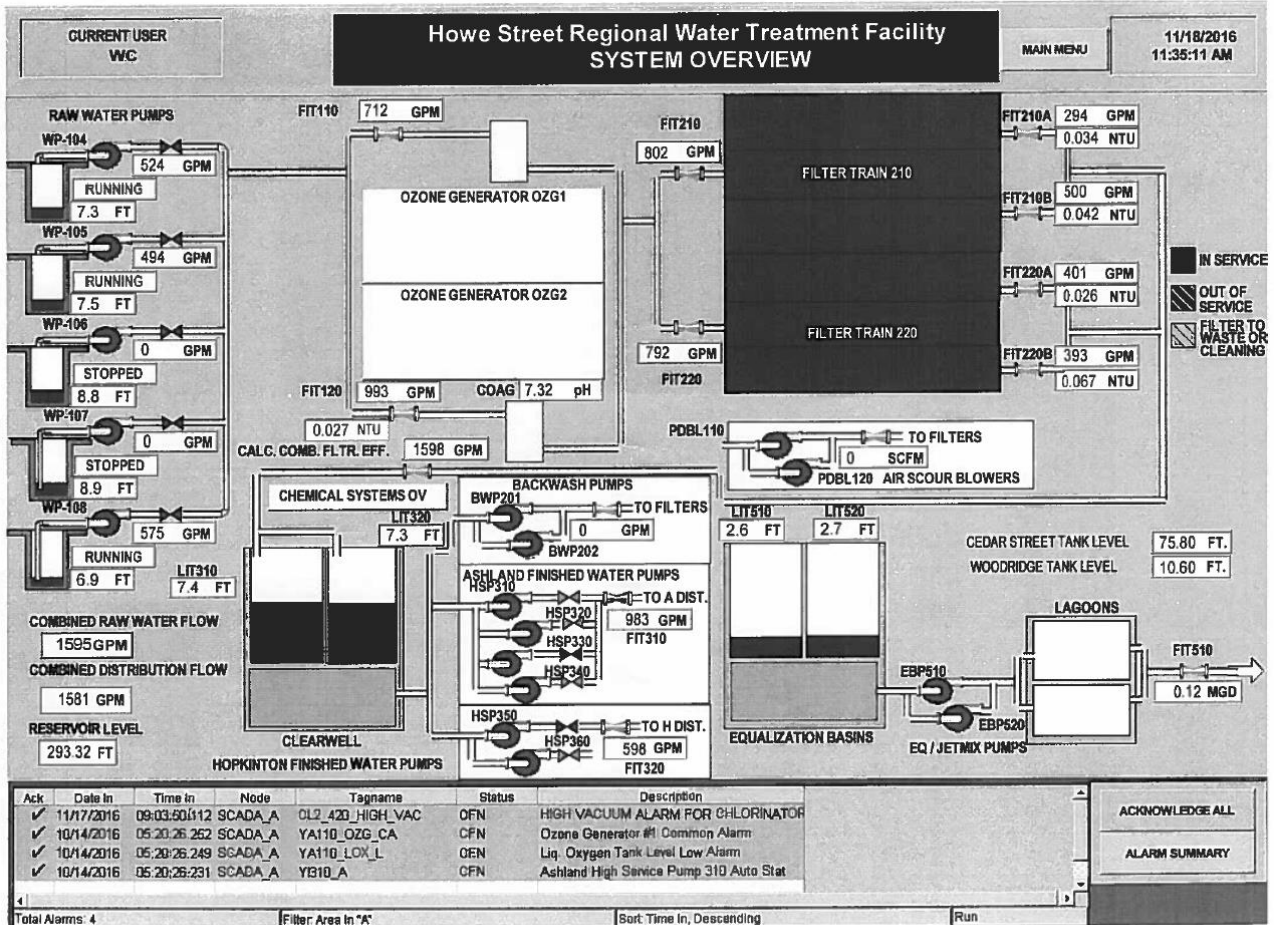 CURRENT USER
WC
Howe Street Regional Water Treatment Facility
SYSTEM OVERVIEW
MAIN MENU
11/18/2016
11:35:11 AM
RAW WATER PUMPS
WP-104
524 GPM
RUNNING
7.3 FT
WP-105
494 GPM
RUNNING
7.5 FT
WP-106
0 GPM
STOPPED
8.8 FT
WP-107
0 GPM
STOPPED
8.9 FT
WP-108
575 GPM
RUNNING
6.9 FT
COMBINED RAW WATER FLOW
1595 GPM
COMBINED DISTRIBUTION FLOW
1581 GPM
RESERVOIR LEVEL
293.32 FT
FIT110
712 GPM
OZONE GENERATOR OZG1
OZONE GENERATOR OZG2
FIT120
993 GPM
COAG 7.32 pH
0.027 NTU
CALC. COMB. FLTR. EFF.
1598 GPM
FIT210
802 GPM
FILTER TRAIN 210
FILTER TRAIN 220
792 GPM
FIT220
FIT210A
294 GPM
0.034 NTU
FIT210B
500 GPM
0.042 NTU
FIT220A
401 GPM
0.026 NTU
FIT220B
393 GPM
0.067 NTU
IN SERVICE
OUT OF
SERVICE
FILTER TO
WASTE OR
CLEANING
PDBL110
TO FILTERS
0 SCFM
PDBL120 AIR SCOUR BLOWERS
CHEMICAL SYSTEMS OV
LIT320
7.3 FT
LIT310
7.4 FT
CLEARWELL
HOPKINTON FINISHED WATER PUMPS
BACKWASH PUMPS
BWP201
TO FILTERS
0 GPM
BWP202
ASHLAND FINISHED WATER PUMPS
HSP310
TO A DIST.
HSP320
983 GPM
FIT310
HSP330
HSP340
HSP350
TO H DIST.
HSP360
598 GPM
FIT320
LIT510
2.6 FT
LIT520
2.7 FT
EQUALIZATION BASINS
CEDAR STREET TANK LEVEL 75.80 FT.
WOODRIDGE TANK LEVEL 10.60 FT.
LAGOONS
EBP510
EBP520
EQ / JETMIX PUMPS
FIT510
0.12 MGD
Ack Date In Time In Node Tagname Status Description
11/17/2016 09:03:50.112 SCADA_A CL2_420_HIGH_VAC CFN HIGH VACUUM ALARM FOR CHLORINATOR
10/14/2016 05:20:26.252 SCADA_A YA110_OZG_CA CFN Ozone Generator #1 Common Alarm
10/14/2016 05:20:26.249 SCADA_A YA110_LOX_L CFN Liq. Oxygen Tank Level Low Alarm
10/14/2016 05:20:26.231 SCADA_A YI310_A CFN Ashland High Service Pump 310 Auto Stat
ACKNOWLEDGE ALL
ALARM SUMMARY
Total Alarms: 4 Filter: Area In "A" Sort: Time In, Descending Run